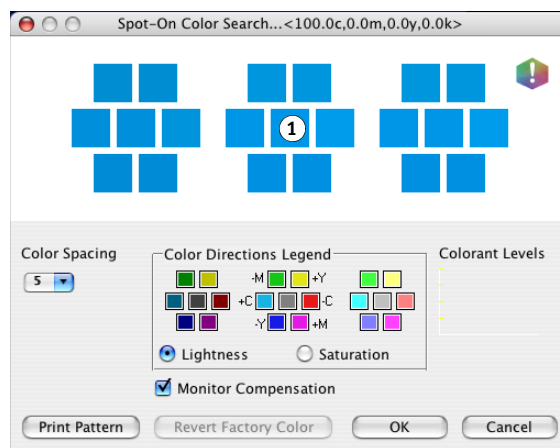 Spot-On Color Search...<100.0c,0.0m,0.0y,0.0k>
1
Color Spacing
5
Color Directions Legend
-M +Y
+C -C
-Y +M
Lightness Saturation
Colorant Levels
Monitor Compensation
Print Pattern Revert Factory Color OK Cancel